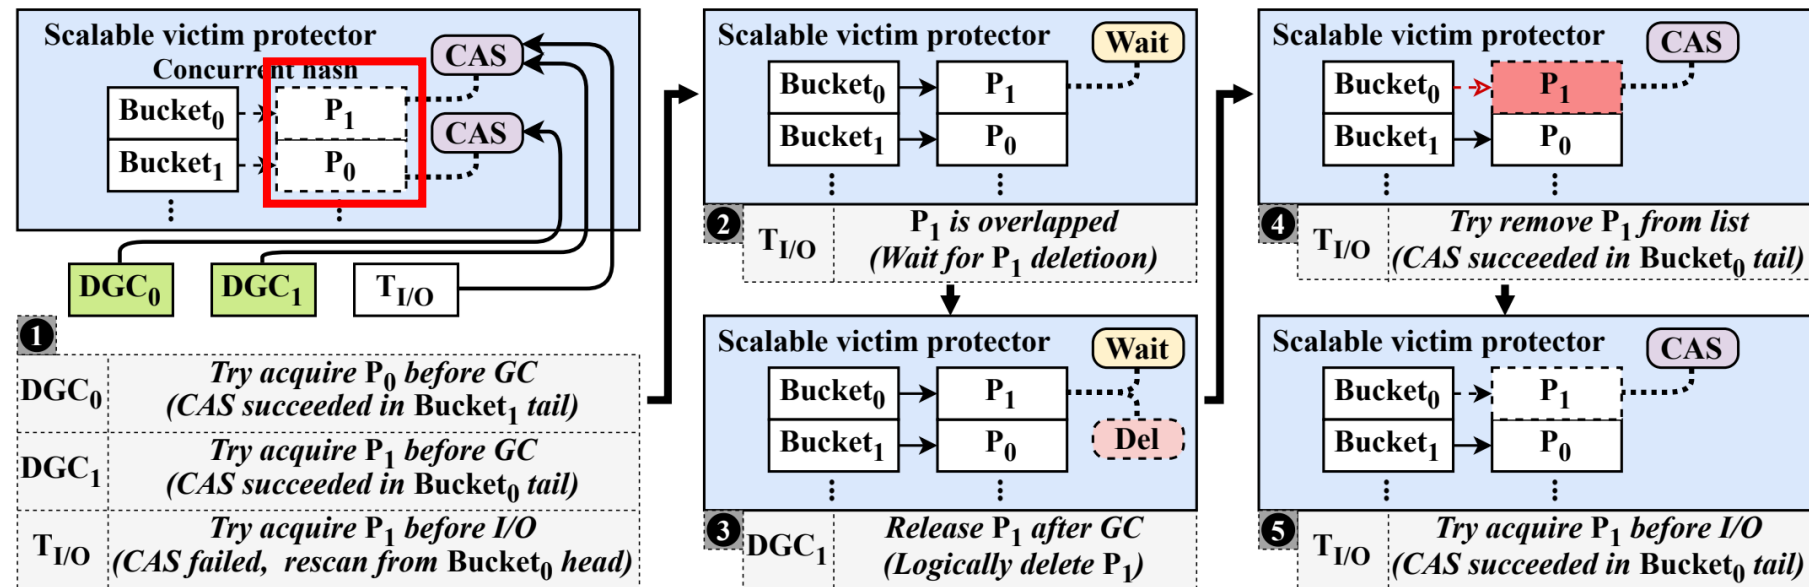 Scalable victim protector
Concurrent hash
CAS
Bucket0
P1
CAS
Bucket1
P0
DGC0
DGC1
TI/O
1
DGC0
Try acquire P0 before GC
(CAS succeeded in Bucket1 tail)
DGC1
Try acquire P1 before GC
(CAS succeeded in Bucket0 tail)
TI/O
Try acquire P1 before I/O
(CAS failed, rescan from Bucket0 head)
Scalable victim protector
Wait
Bucket0
P1
Bucket1
P0
2
TI/O
P1 is overlapped
(Wait for P1 deletioon)
Scalable victim protector
Wait
Bucket0
P1
Bucket1
P0
Del
3
DGC1
Release P1 after GC
(Logically delete P1)
Scalable victim protector
CAS
Bucket0
P1
Bucket1
P0
4
TI/O
Try remove P1 from list
(CAS succeeded in Bucket0 tail)
Scalable victim protector
CAS
Bucket0
P1
Bucket1
P0
5
TI/O
Try acquire P1 before I/O
(CAS succeeded in Bucket0 tail)